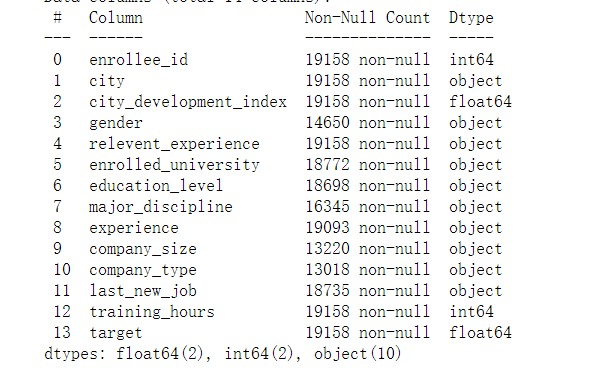 Data columns (total 14 columns):
 #   Column                  Non-Null Count  Dtype
---  ------                  --------------  -----
 0   enrollee_id             19158 non-null  int64
 1   city                    19158 non-null  object
 2   city_development_index  19158 non-null  float64
 3   gender                  14650 non-null  object
 4   relevent_experience     19158 non-null  object
 5   enrolled_university     18772 non-null  object
 6   education_level         18698 non-null  object
 7   major_discipline        16345 non-null  object
 8   experience              19093 non-null  object
 9   company_size            13220 non-null  object
 10  company_type            13018 non-null  object
 11  last_new_job            18735 non-null  object
 12  training_hours          19158 non-null  int64
 13  target                  19158 non-null  float64
dtypes: float64(2), int64(2), object(10)